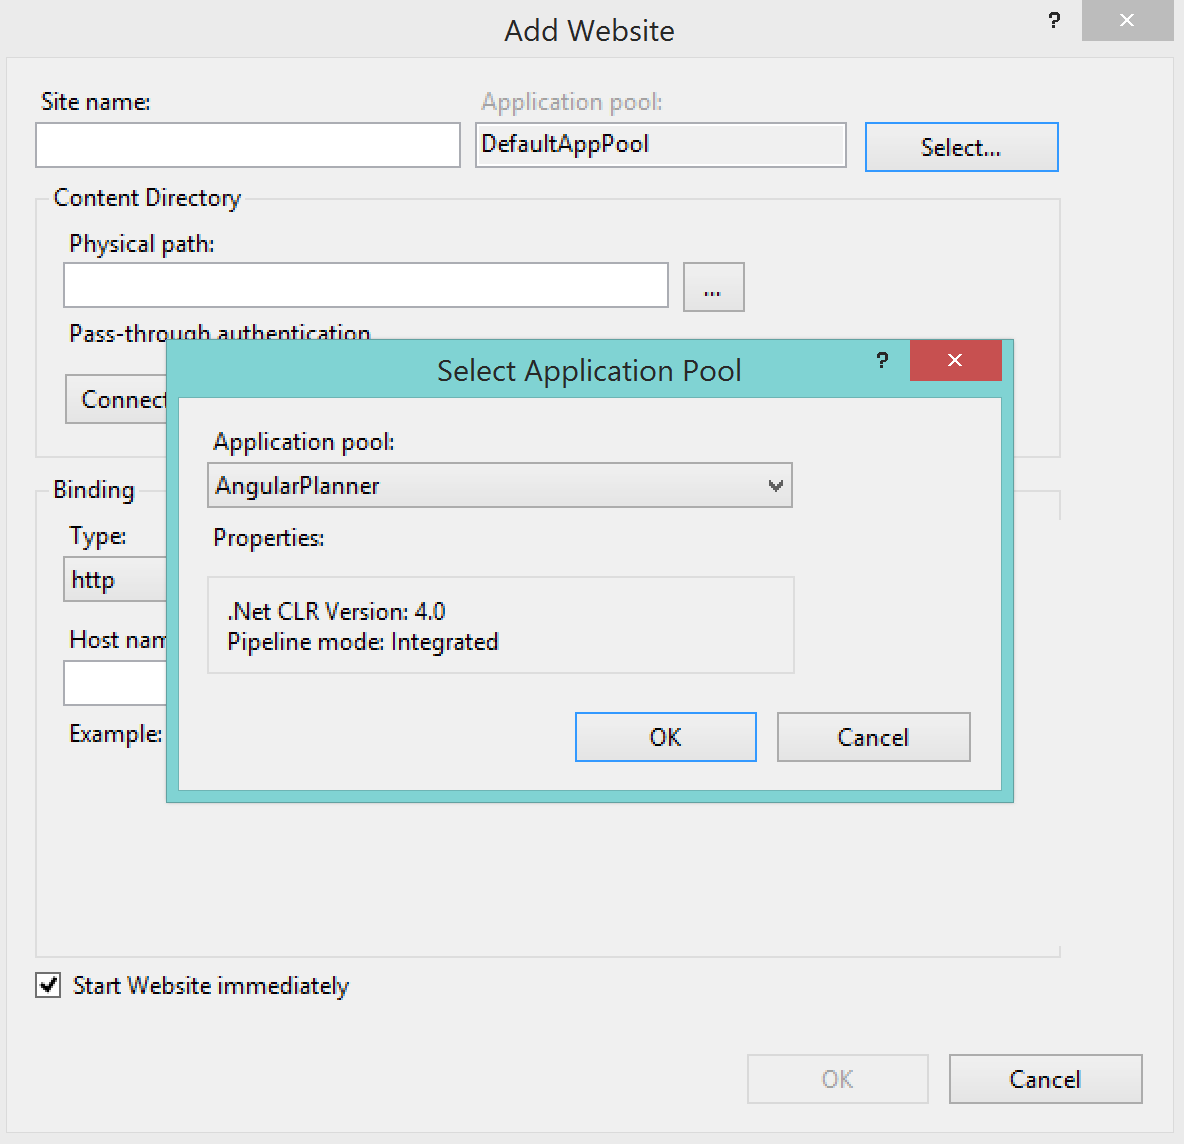 Add Website
?
Site name:
Application pool:
DefaultAppPool
Select...
Content Directory
Physical path:
...
Pass-through authentication
Connect
Select Application Pool
?
Application pool:
AngularPlanner
Properties:
.Net CLR Version: 4.0
Pipeline mode: Integrated
OK
Cancel
Binding
Type:
http
Host nam
Example:
Start Website immediately
OK
Cancel